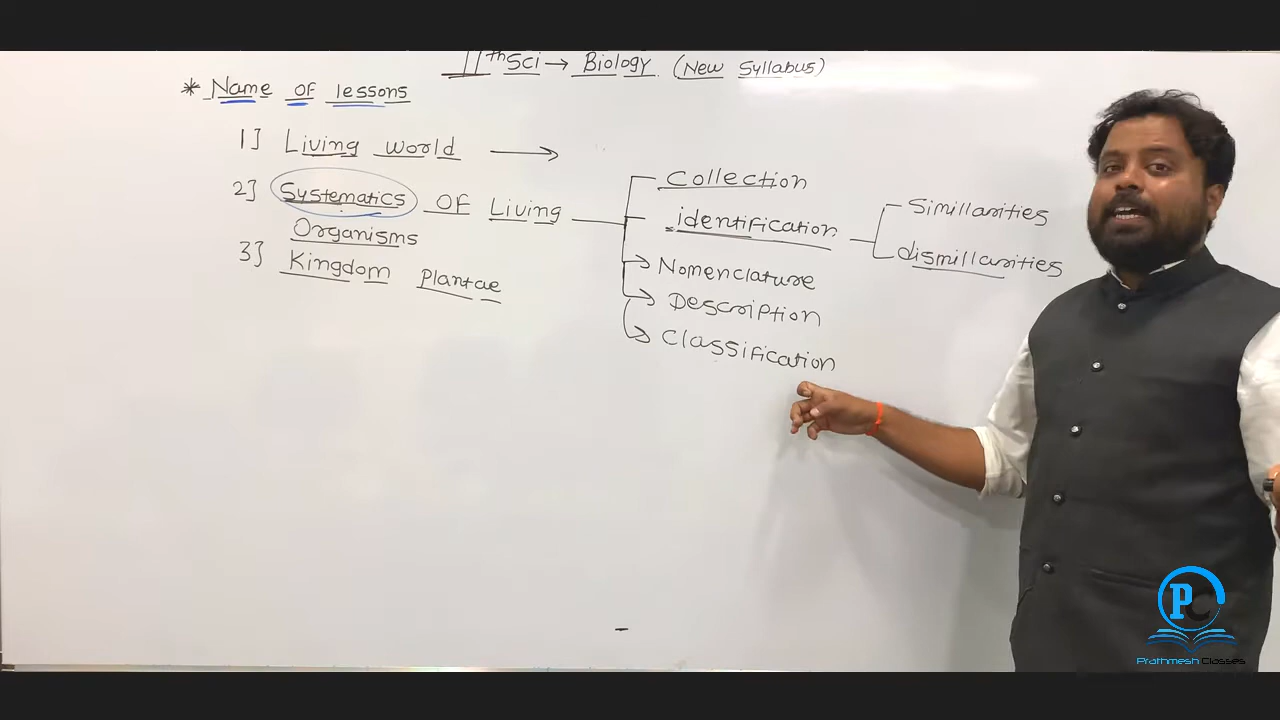 11th Sci → Biology (New Syllabus)
* Name OF lessons
1] Living world →
2] Systematics OF Living
Organisms
3] Kingdom Plantae
Collection
identification
Nomenclature
Description
Classification
Simillarities
dismillarities
PC
Prathmesh Classes